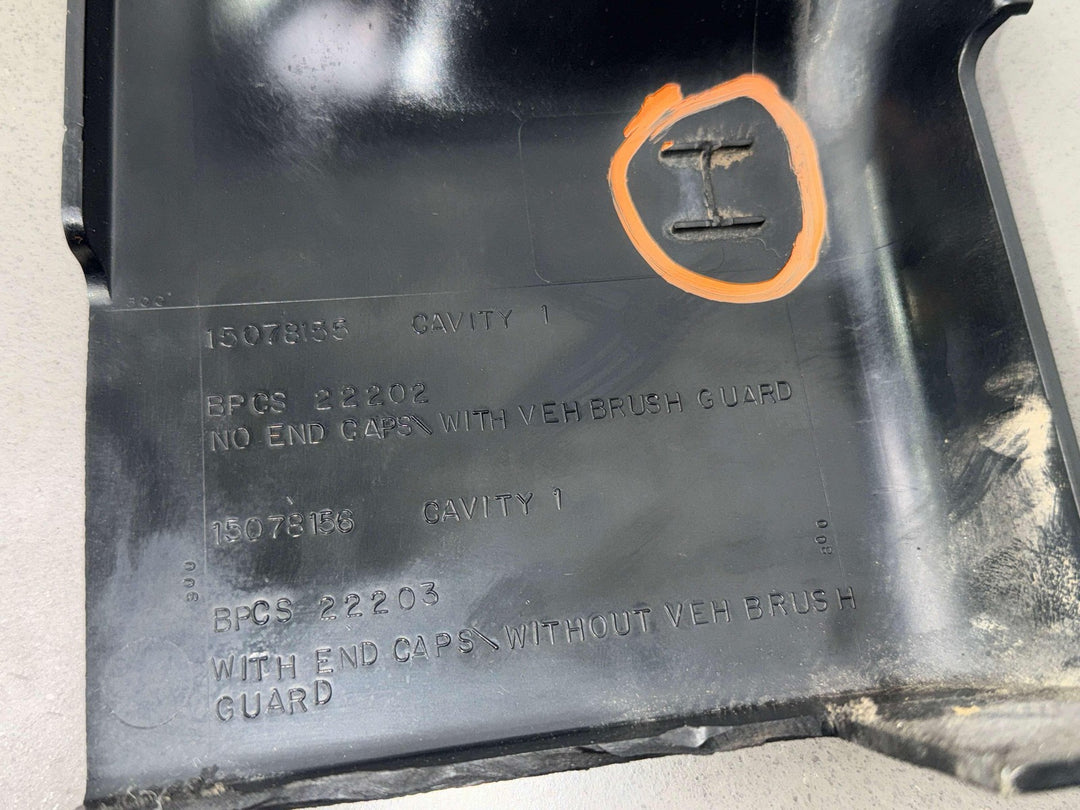 I
300
15078155 CAVITY 1
BPCS 22202
NO END CAPS\WITH VEH BRUSH GUARD
15078156 CAVITY 1
BPCS 22203
WITH END CAPS\WITHOUT VEH BRUSH
GUARD